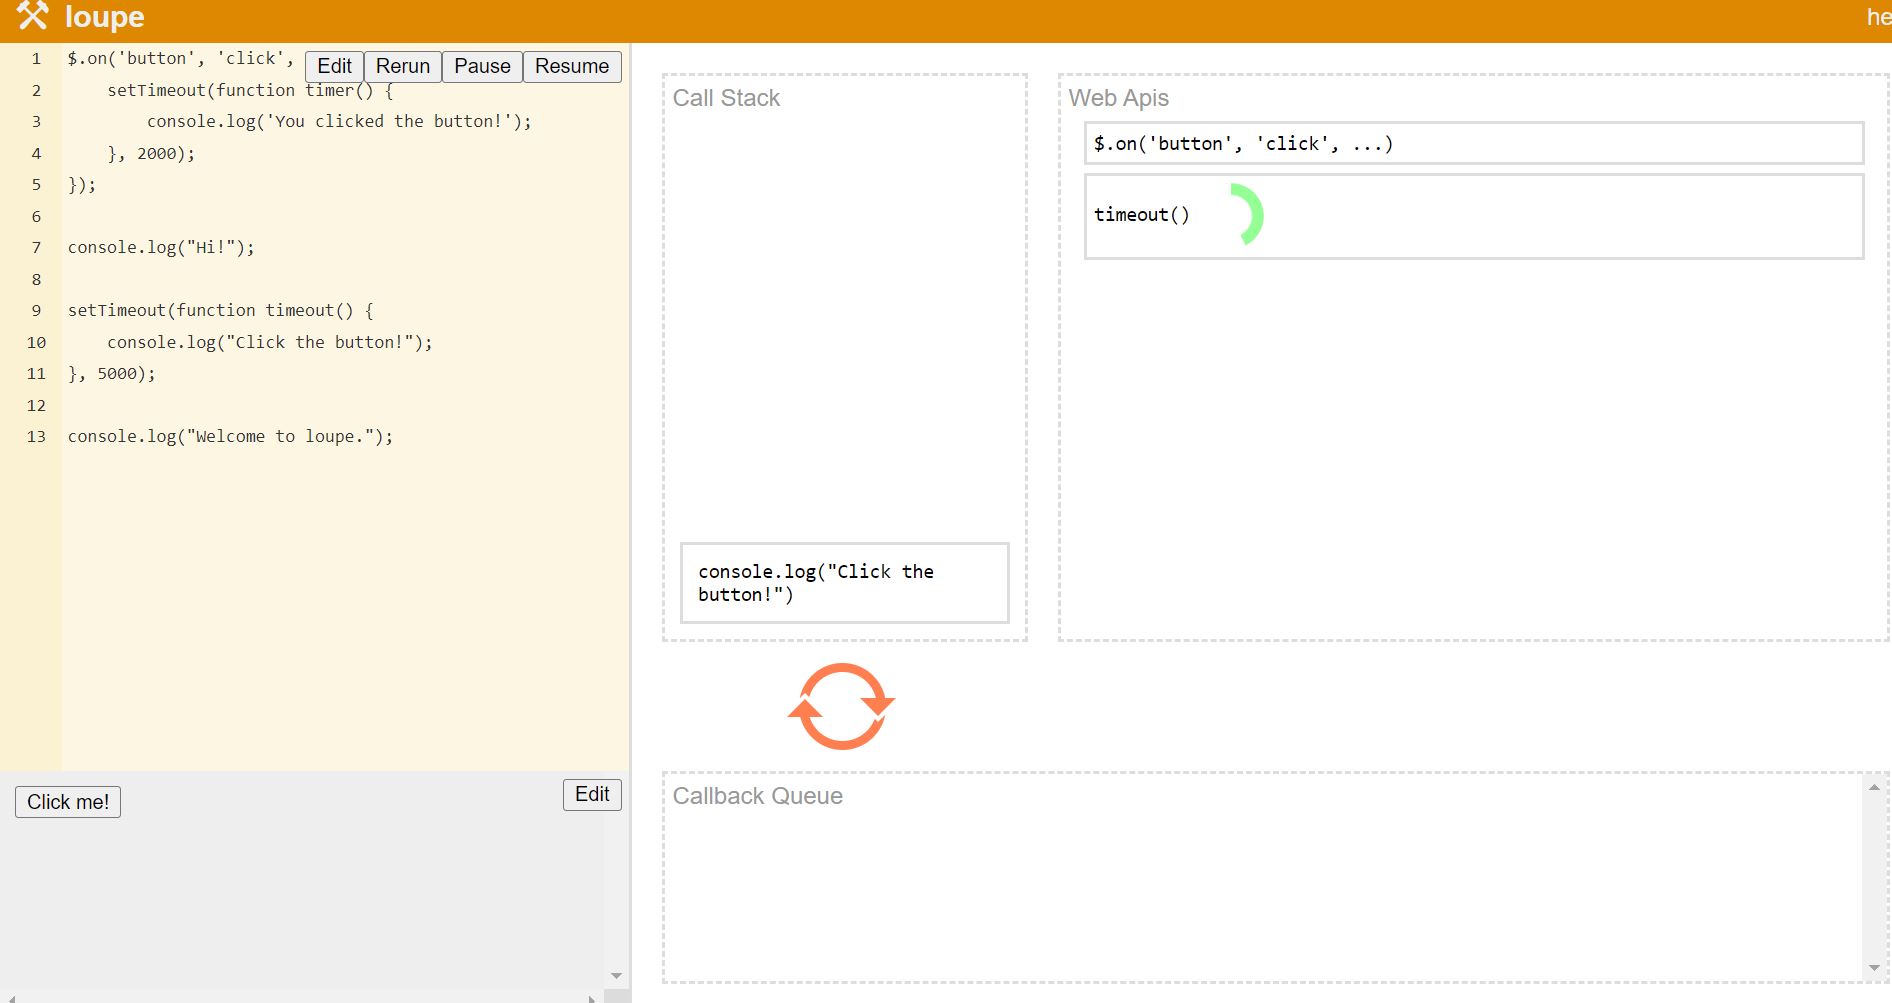 loupe
he
Edit Rerun Pause Resume
1 $.on('button', 'click',
2 setTimeout(function timer() {
3 console.log('You clicked the button!');
4 }, 2000);
5 });
6
7 console.log("Hi!");
8
9 setTimeout(function timeout() {
10 console.log("Click the button!");
11 }, 5000);
12
13 console.log("Welcome to loupe.");
Click me!
Edit
Call Stack
console.log("Click the
button!")
Web Apis
$.on('button', 'click', ...)
timeout()
Callback Queue